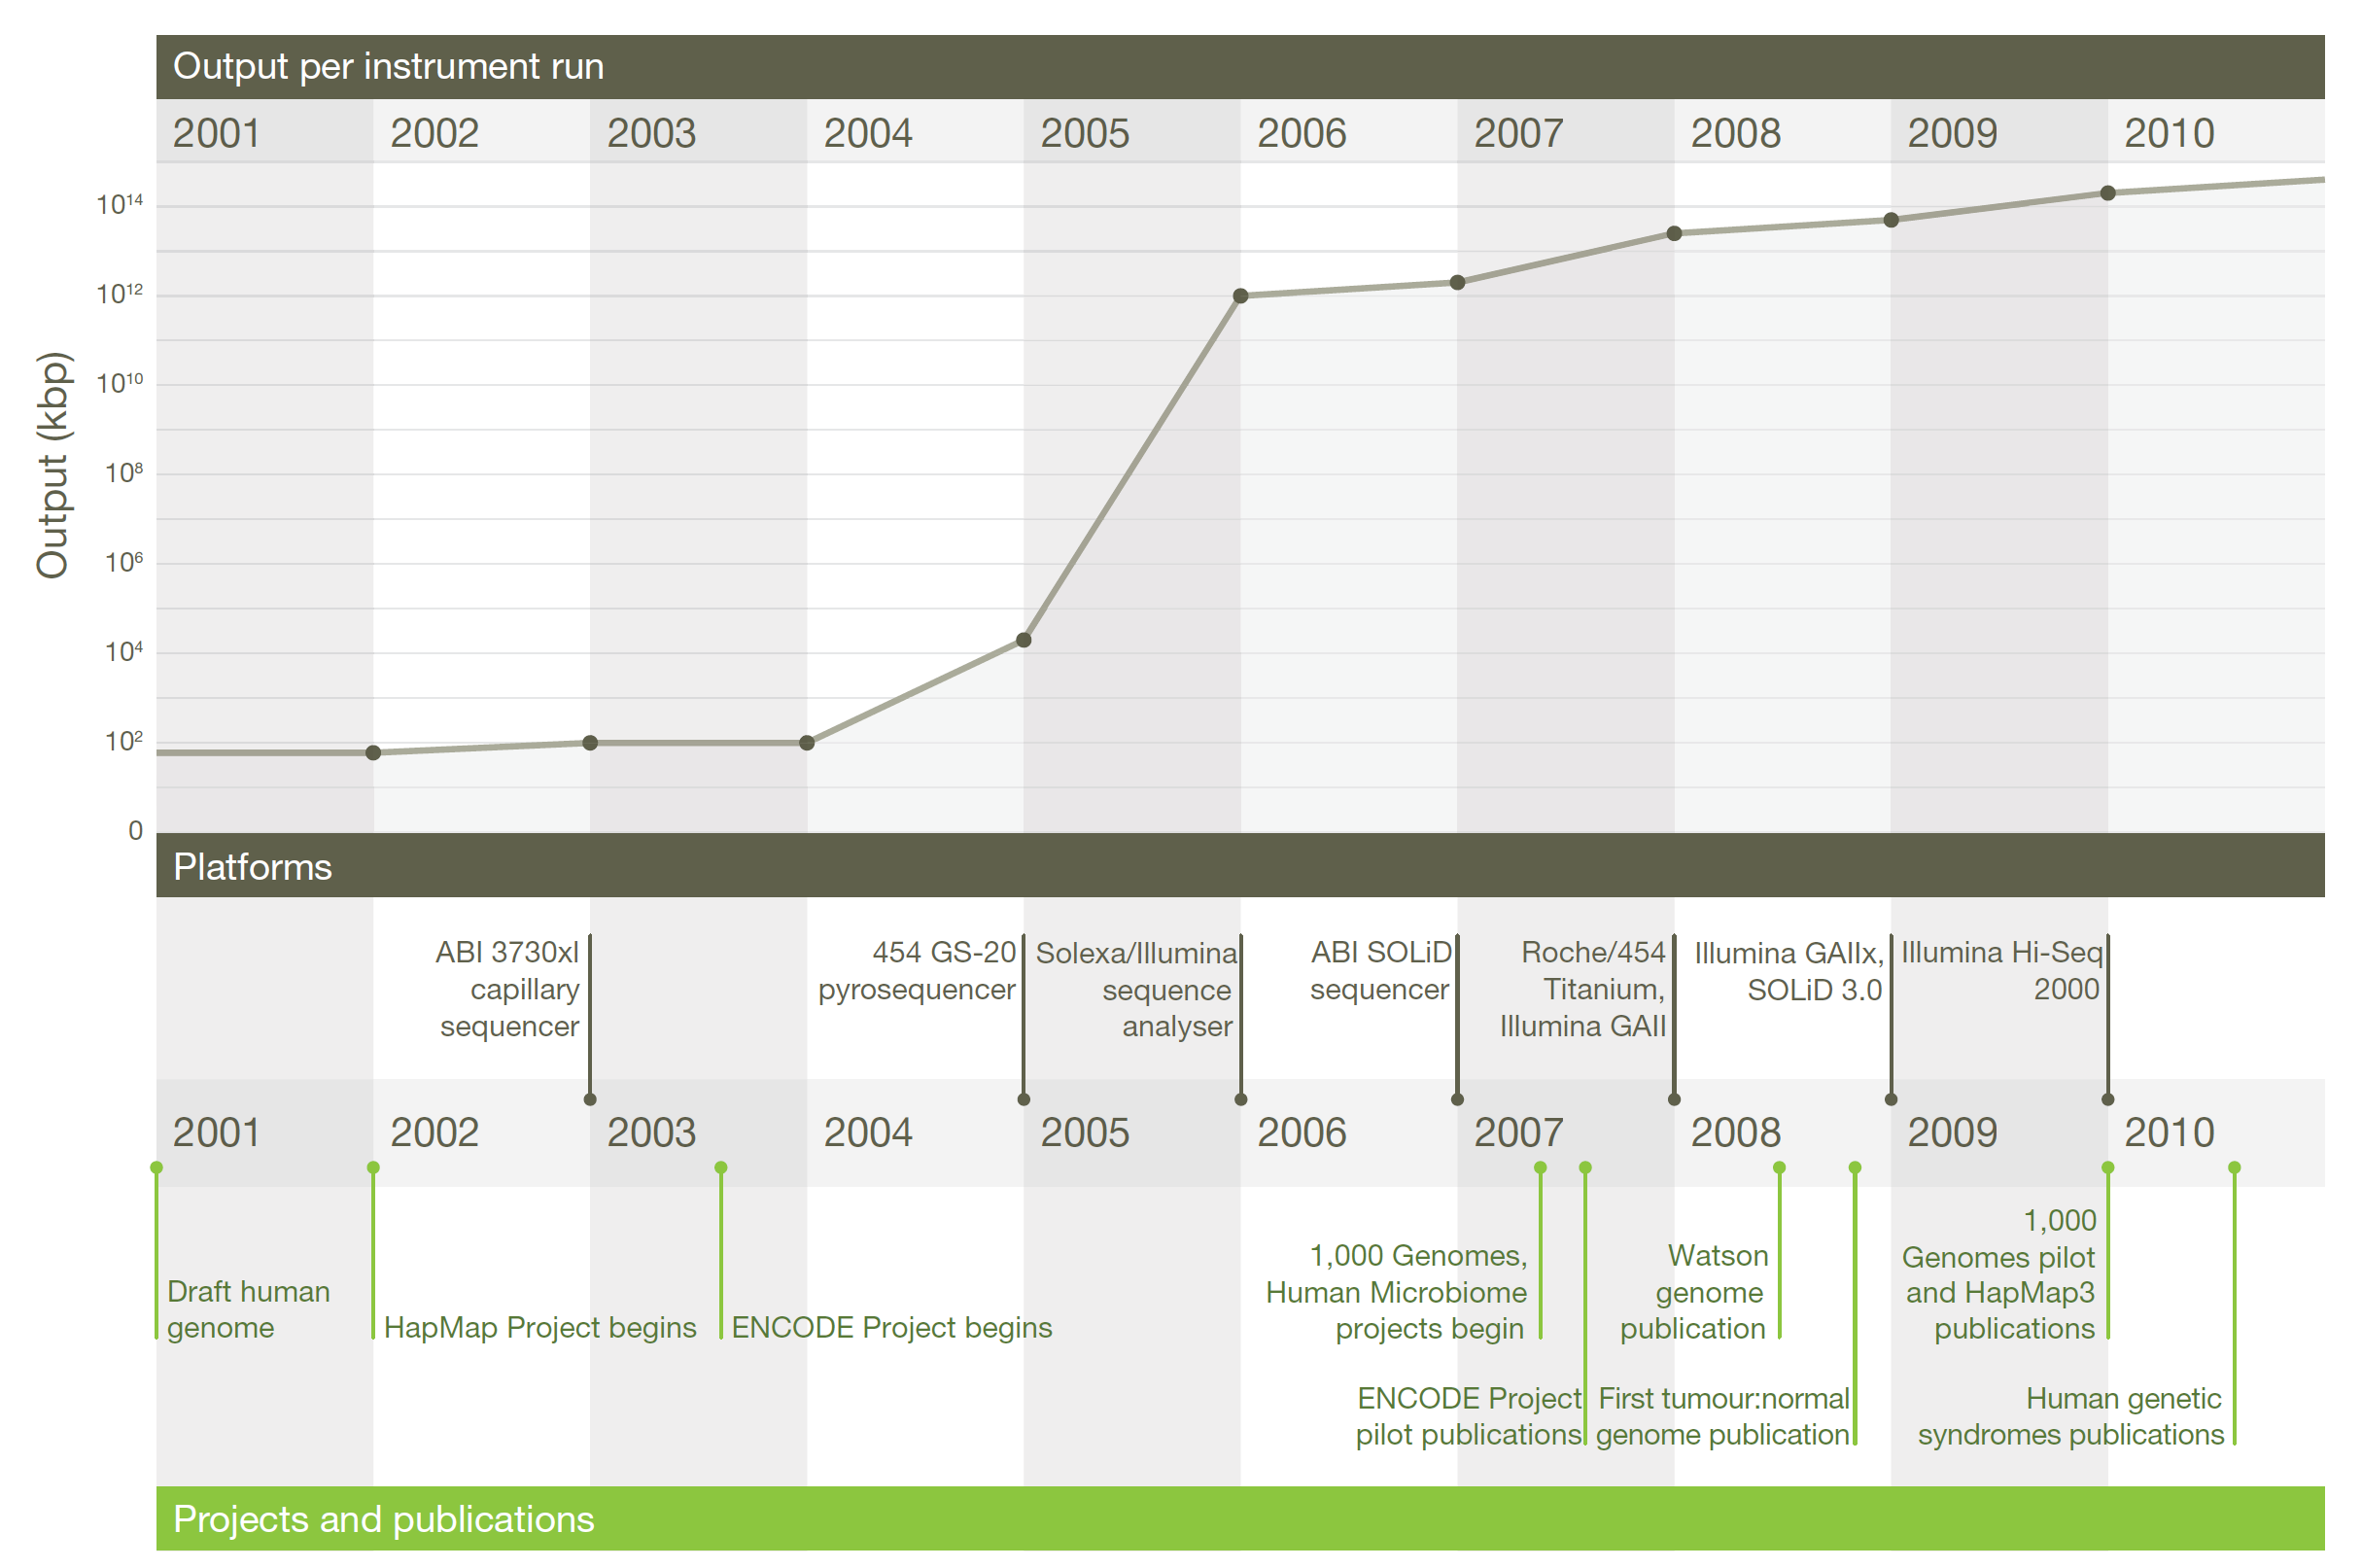 Output per instrument run
2001 2002 2003 2004 2005 2006 2007 2008 2009 2010
Output (kbp)
10¹⁴
10¹²
10¹⁰
10⁸
10⁶
10⁴
10²
0
Platforms
ABI 3730xl
capillary
sequencer
454 GS-20
pyrosequencer
Solexa/Illumina
sequence
analyser
ABI SOLiD
sequencer
Roche/454
Titanium,
Illumina GAII
Illumina GAIIx,
SOLiD 3.0
Illumina Hi-Seq
2000
2001 2002 2003 2004 2005 2006 2007 2008 2009 2010
Draft human
genome
HapMap Project begins
ENCODE Project begins
1,000 Genomes,
Human Microbiome
projects begin
ENCODE Project
pilot publications
Watson
genome
publication
First tumour:normal
genome publication
1,000
Genomes pilot
and HapMap3
publications
Human genetic
syndromes publications
Projects and publications